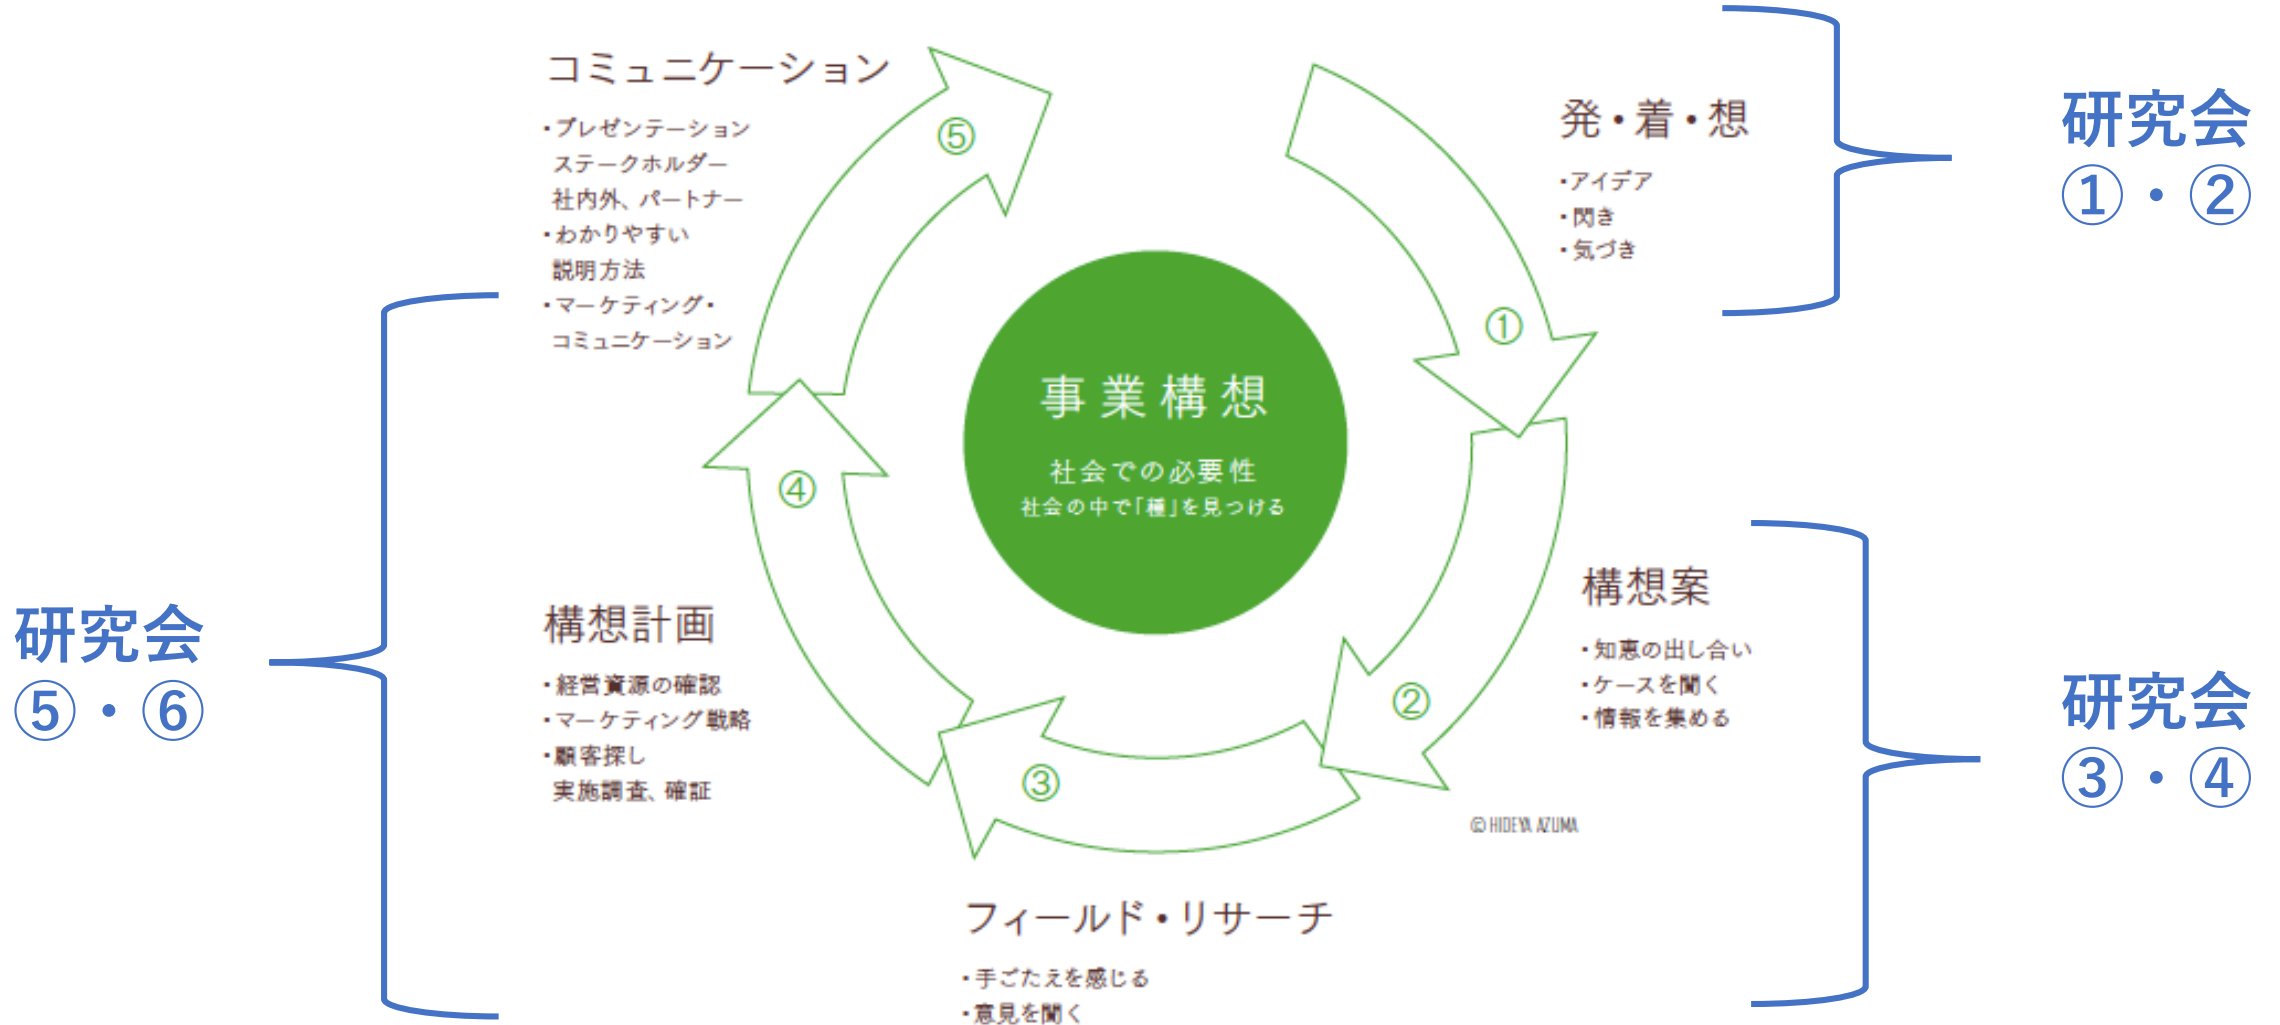 コミュニケーション
・プレゼンテーション
ステークホルダー
社内外、パートナー
・わかりやすい
説明方法
・マーケティング・
コミュニケーション
⑤
発・着・想
・アイデア
・閃き
・気づき
研究会
①・②
①
事業構想
社会での必要性
社会の中で「種」を見つける
④
構想計画
・経営資源の確認
・マーケティング戦略
・顧客探し
実施調査、確証
研究会
⑤・⑥
②
構想案
・知恵の出し合い
・ケースを聞く
・情報を集める
研究会
③・④
③
© HIDEYA AZUMA
フィールド・リサーチ
・手ごたえを感じる
・意見を聞く